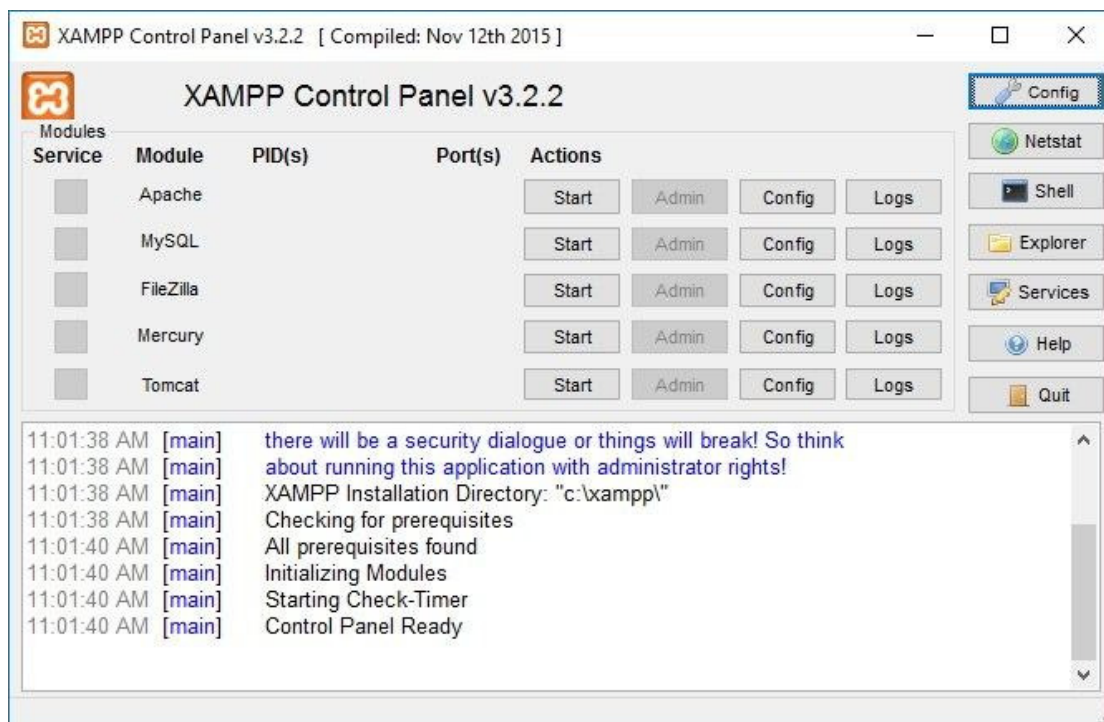 XAMPP Control Panel v3.2.2 [ Compiled: Nov 12th 2015 ]
XAMPP Control Panel v3.2.2
Config
Modules
Netstat
Service Module PID(s) Port(s) Actions
Apache Start Admin Config Logs
Shell
MySQL Start Admin Config Logs
Explorer
FileZilla Start Admin Config Logs
Services
Mercury Start Admin Config Logs
Help
Tomcat Start Admin Config Logs
Quit
11:01:38 AM [main] there will be a security dialogue or things will break! So think
11:01:38 AM [main] about running this application with administrator rights!
11:01:38 AM [main] XAMPP Installation Directory: "c:\xampp\"
11:01:38 AM [main] Checking for prerequisites
11:01:40 AM [main] All prerequisites found
11:01:40 AM [main] Initializing Modules
11:01:40 AM [main] Starting Check-Timer
11:01:40 AM [main] Control Panel Ready